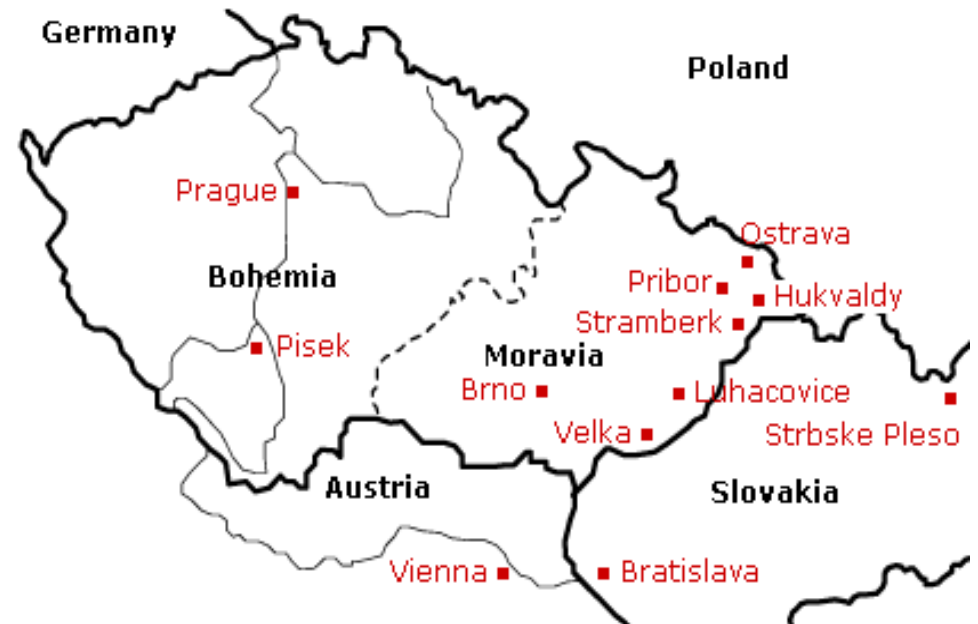 Germany
Poland
Prague
Ostrava
Bohemia
Pribor
Hukvaldy
Stramberk
Pisek
Moravia
Brno
Luhacovice
Velka
Strbske Pleso
Austria
Slovakia
Vienna
Bratislava